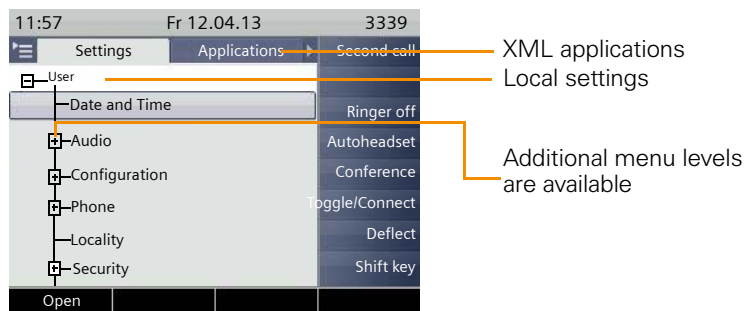 11:57 Fr 12.04.13 3339
Settings Applications Second call
User
Date and Time
Ringer off
Audio
Autoheadset
Configuration
Conference
Phone
Toggle/Connect
Locality
Deflect
Security
Shift key
Open
XML applications
Local settings
Additional menu levels
are available